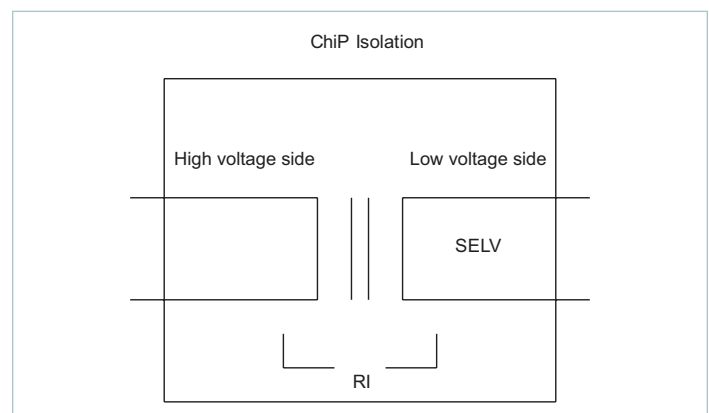 ChiP Isolation
High voltage side
Low voltage side
SELV
RI